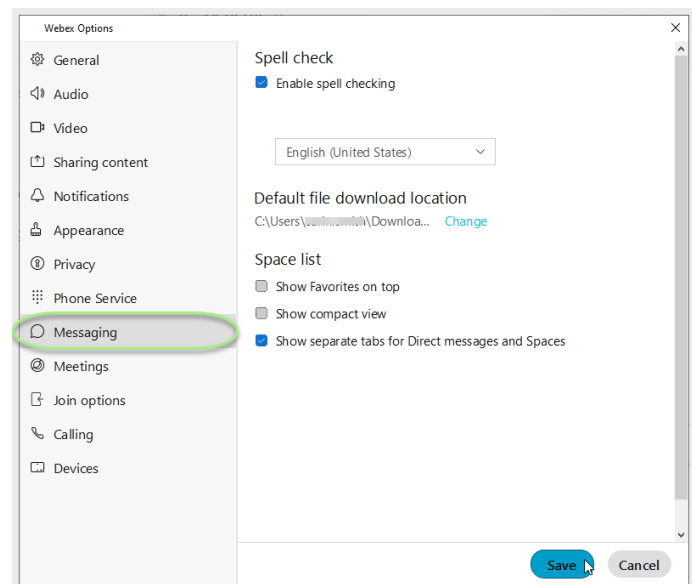 Webex Options
General
Audio
Video
Sharing content
Notifications
Appearance
Privacy
Phone Service
Messaging
Meetings
Join options
Calling
Devices
Spell check
Enable spell checking
English (United States)
Default file download location
C:\Users\ \Downloa... Change
Space list
Show Favorites on top
Show compact view
Show separate tabs for Direct messages and Spaces
Save Cancel